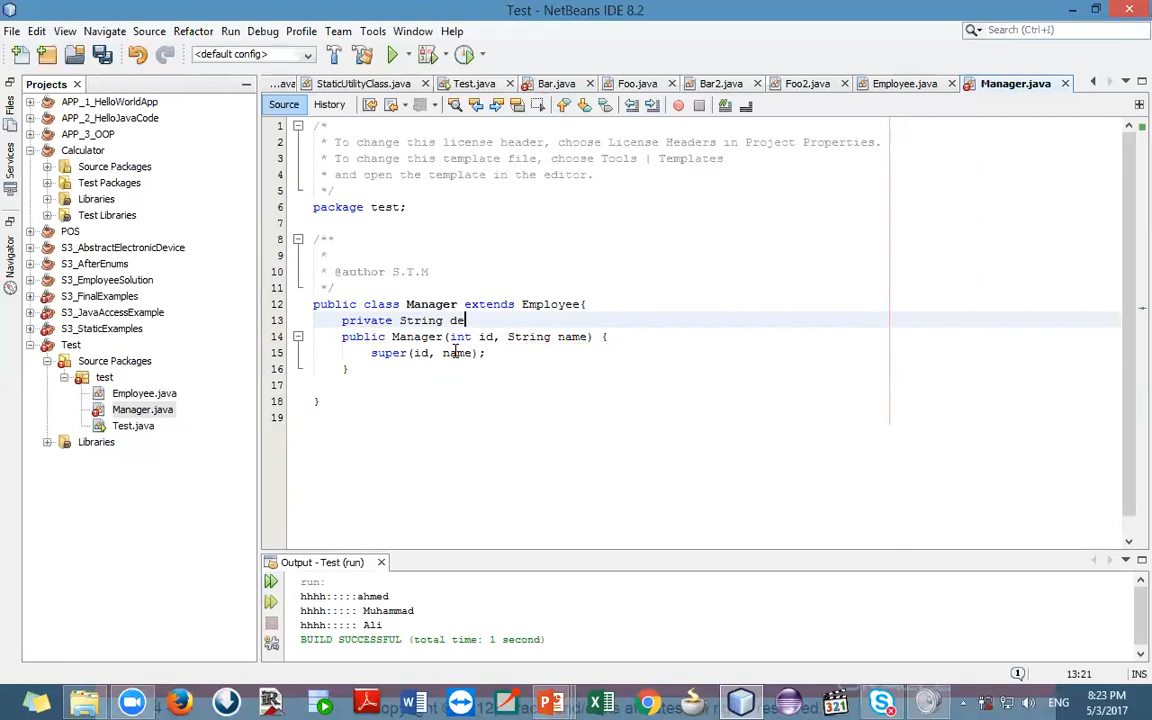 Test - NetBeans IDE 8.2
File Edit View Navigate Source Refactor Run Debug Profile Team Tools Window Help
Search (Ctrl+I)
<default config>
Projects
...ava StaticUtilityClass.java Test.java Bar.java Foo.java Bar2.java Foo2.java Employee.java Manager.java
Source History
Files
Services
Navigator
APP_1_HelloWorldApp
APP_2_HelloJavaCode
APP_3_OOP
Calculator
Source Packages
Test Packages
Libraries
Test Libraries
POS
S3_AbstractElectronicDevice
S3_AfterEnums
S3_EmployeeSolution
S3_FinalExamples
S3_JavaAccessExample
S3_StaticExamples
Test
Source Packages
test
Employee.java
Manager.java
Test.java
Libraries
1 /*
2 * To change this license header, choose License Headers in Project Properties.
3 * To change this template file, choose Tools | Templates
4 * and open the template in the editor.
5 */
6 package test;
7
8 /**
9 *
10 * @author S.T.M
11 */
12 public class Manager extends Employee{
13 private String de
14 public Manager(int id, String name) {
15 super(id, name);
16 }
17
18 }
19
Output - Test (run)
run:
hhhh:::::ahmed
hhhh::::: Muhammad
hhhh::::: Ali
BUILD SUCCESSFUL (total time: 1 second)
13:21 INS
321
ENG
8:23 PM
5/3/2017